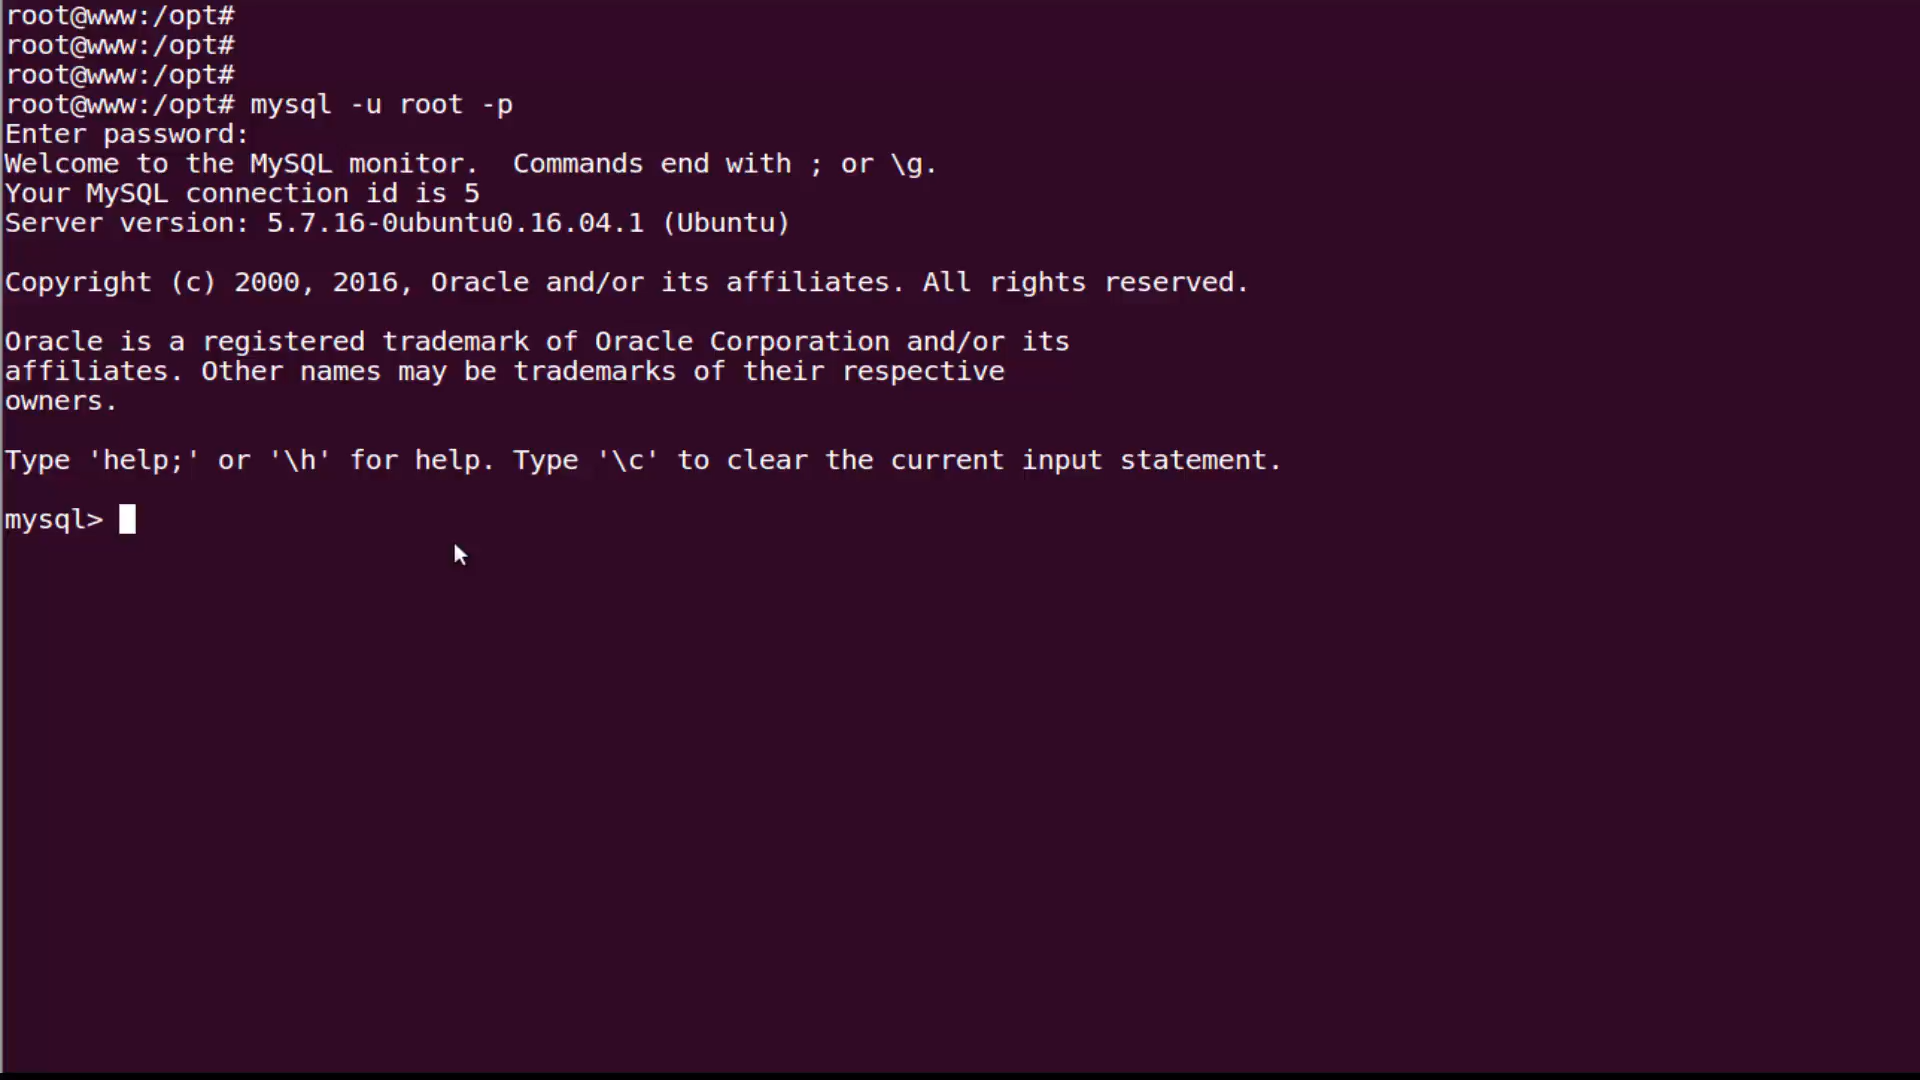 root@www:/opt#
root@www:/opt#
root@www:/opt#
root@www:/opt# mysql -u root -p
Enter password:
Welcome to the MySQL monitor.  Commands end with ; or \g.
Your MySQL connection id is 5
Server version: 5.7.16-0ubuntu0.16.04.1 (Ubuntu)
Copyright (c) 2000, 2016, Oracle and/or its affiliates. All rights reserved.
Oracle is a registered trademark of Oracle Corporation and/or its
affiliates. Other names may be trademarks of their respective
owners.
Type 'help;' or '\h' for help. Type '\c' to clear the current input statement.
mysql>